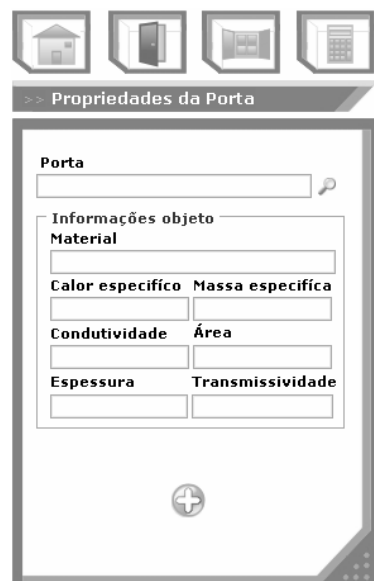 >> Propriedades da Porta
Porta
Informações objeto
Material
Calor especifíco Massa especifíca
Condutividade Área
Espessura Transmissividade